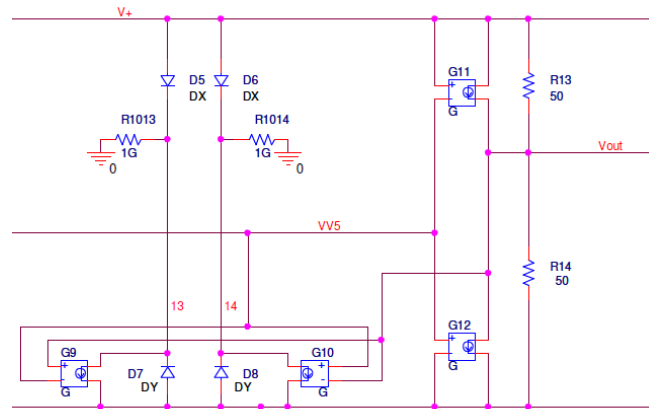 V+
D5
DX
D6
DX
G11
+
-
G
R13
50
R1013
1G
0
R1014
1G
0
Vout
VV5
R14
50
13
14
G9
+
-
G
D7
DY
D8
DY
G10
+
-
G
G12
+
-
G